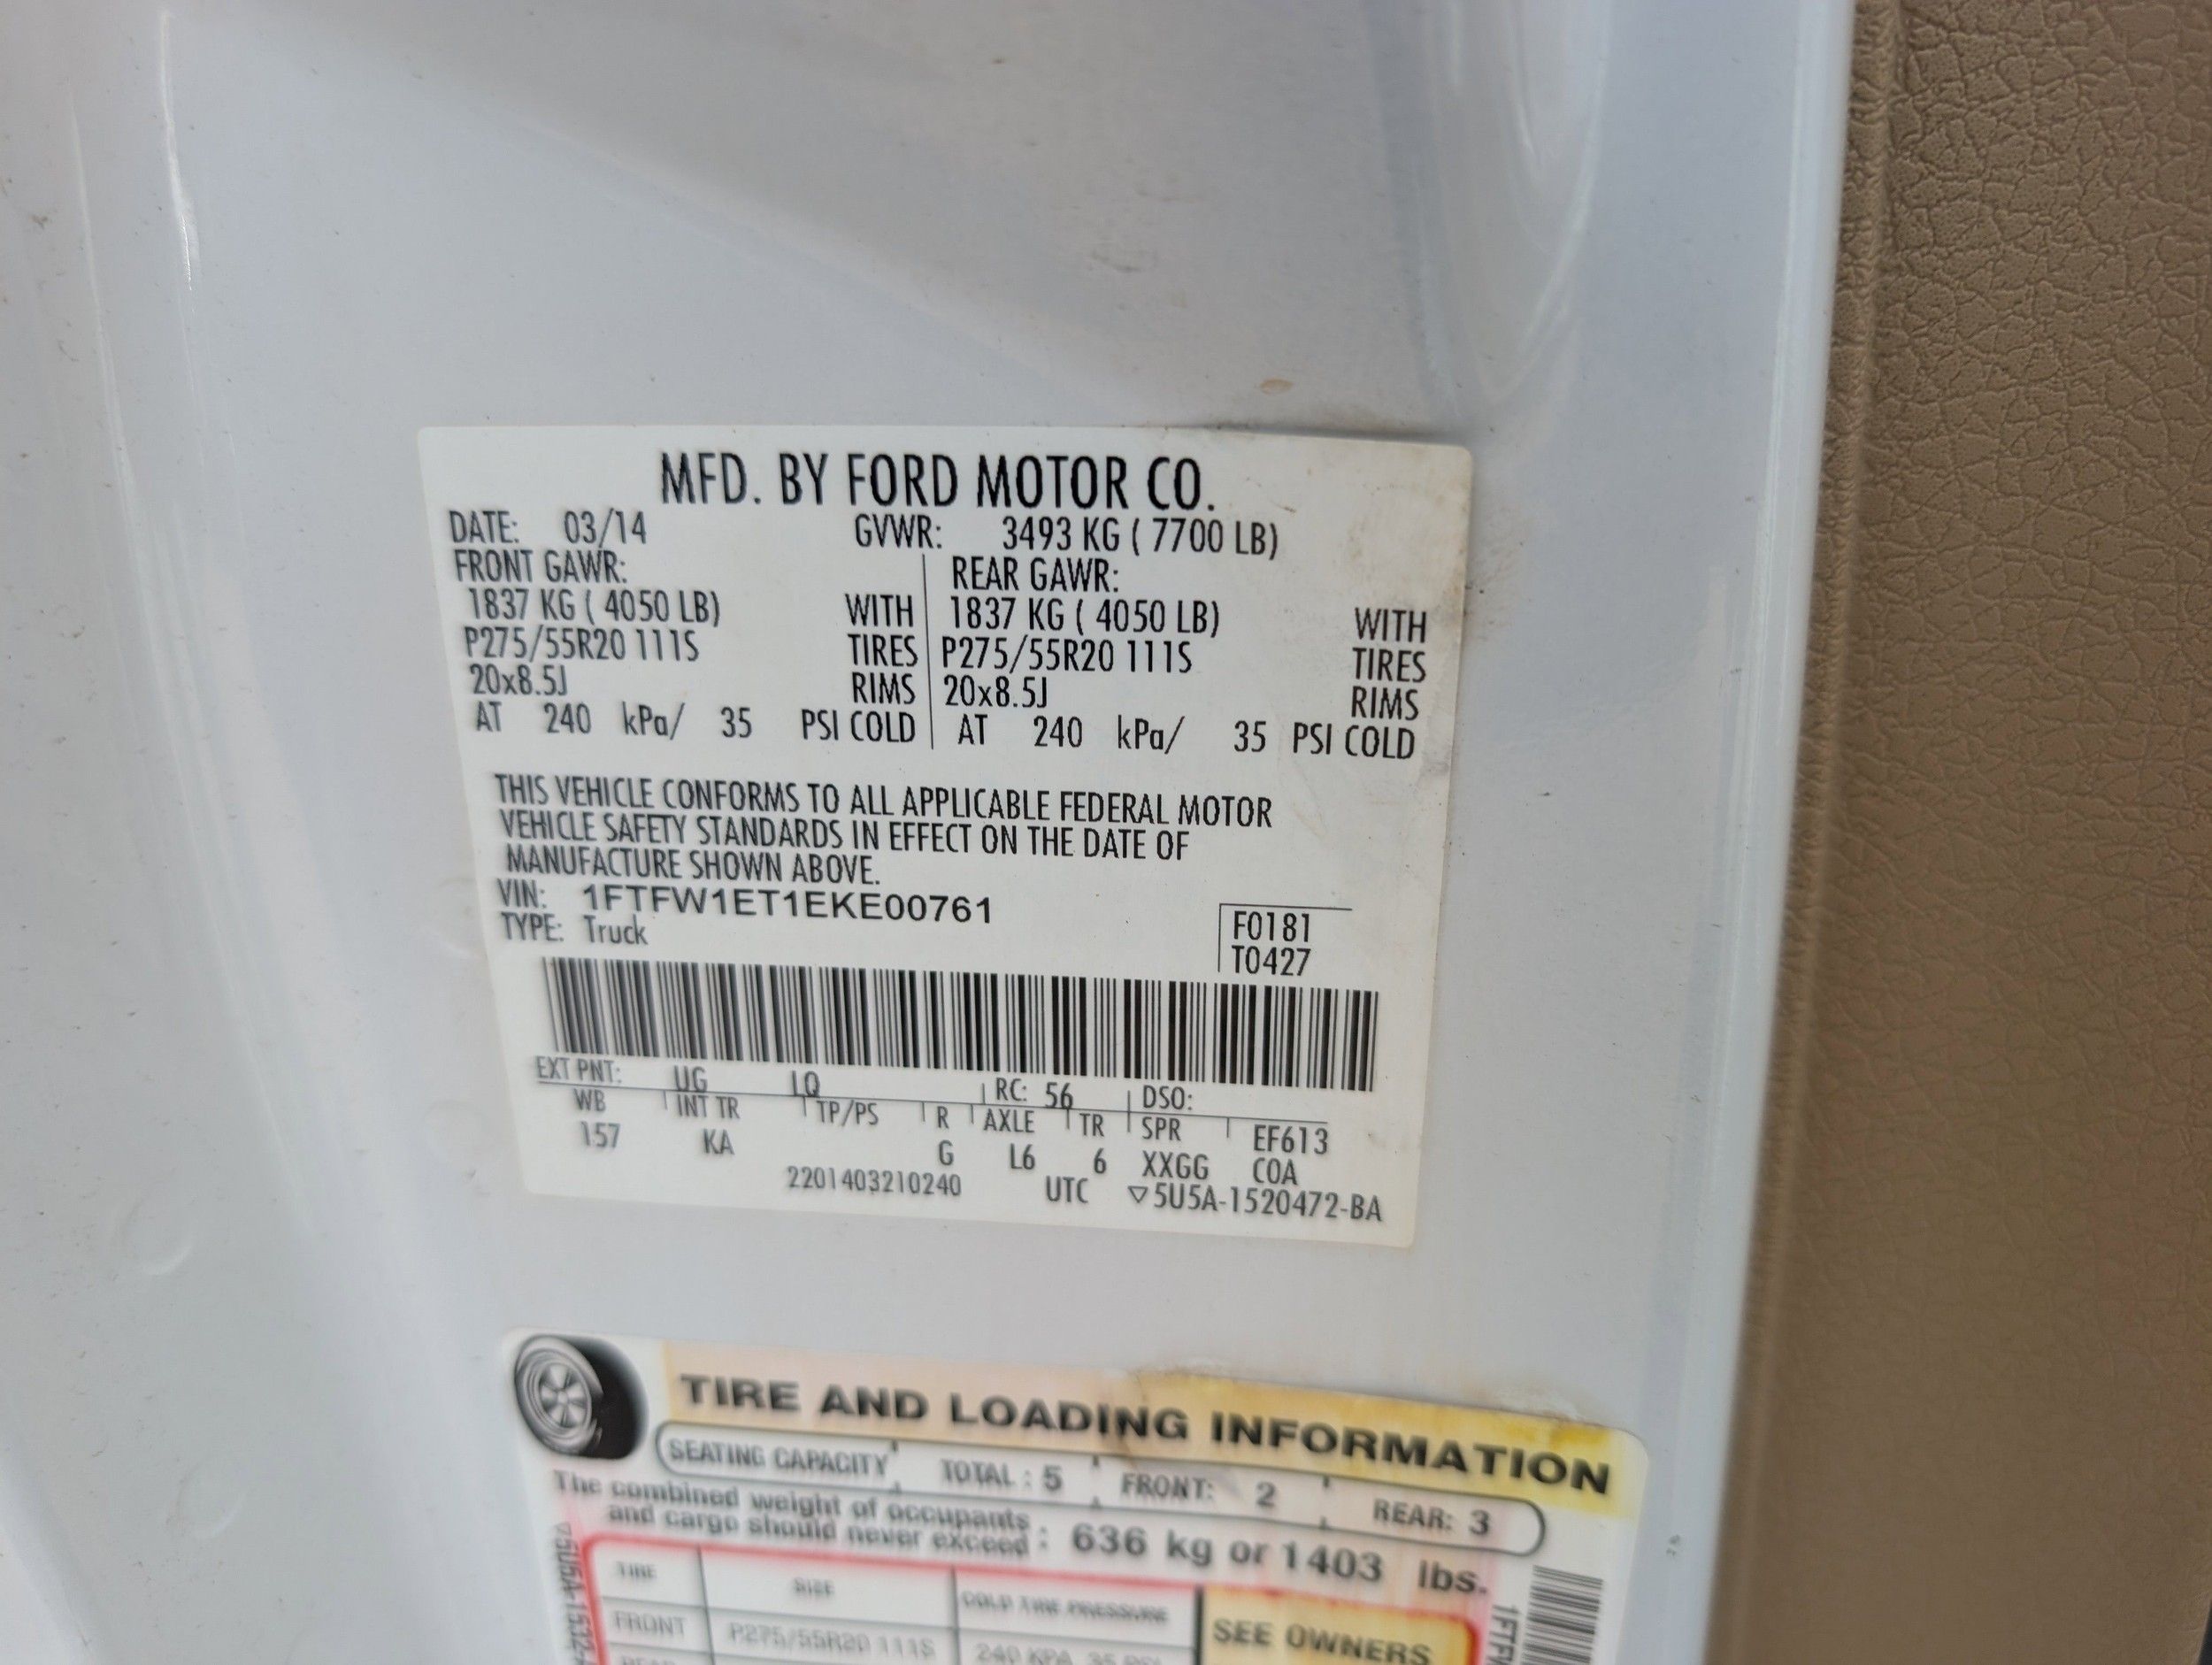 MFD. BY FORD MOTOR CO.
DATE: 03/14 GVWR: 3493 KG ( 7700 LB)
FRONT GAWR: REAR GAWR:
1837 KG ( 4050 LB) WITH 1837 KG ( 4050 LB) WITH
P275/55R20 111S TIRES P275/55R20 111S TIRES
20x8.5J RIMS 20x8.5J RIMS
AT 240 kPa/ 35 PSI COLD AT 240 kPa/ 35 PSI COLD
THIS VEHICLE CONFORMS TO ALL APPLICABLE FEDERAL MOTOR
VEHICLE SAFETY STANDARDS IN EFFECT ON THE DATE OF
MANUFACTURE SHOWN ABOVE.
VIN: 1FTFW1ET1EKE00761
TYPE: Truck
F0181
T0427
EXT PNT: UG LQ RC: 56 DSO:
WB INT TR TP/PS R AXLE TR SPR EF613
157 KA G L6 6 XXGG COA
2201403210240 UTC ▽5U5A-1520472-BA
TIRE AND LOADING INFORMATION
SEATING CAPACITY TOTAL : 5 FRONT: 2 REAR: 3
The combined weight of occupants
and cargo should never exceed : 636 kg or 1403 lbs.
TIRE SIZE COLD TIRE PRESSURE SEE OWNERS
FRONT P275/55R20 111S 240 KPA, 35 PSI